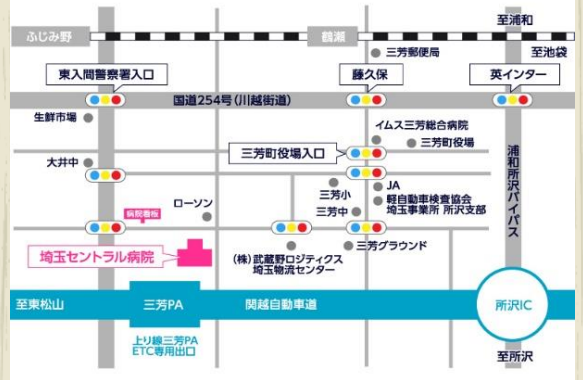 至浦和
ふじみ野
鶴瀬
至池袋
三芳郵便局
東入間警察署入口
藤久保
英インター
国道254号(川越街道)
生鮮市場
イムス三芳総合病院
三芳町役場
三芳町役場入口
大井中
三芳小
JA
軽自動車検査協会
埼玉事業所 所沢支部
浦和所沢バイパス
ローソン
病院看板
三芳中
埼玉セントラル病院
(株)武蔵野ロジティクス
埼玉物流センター
三芳グラウンド
至東松山
三芳PA
関越自動車道
所沢IC
上り線三芳PA
ETC専用出口
至所沢